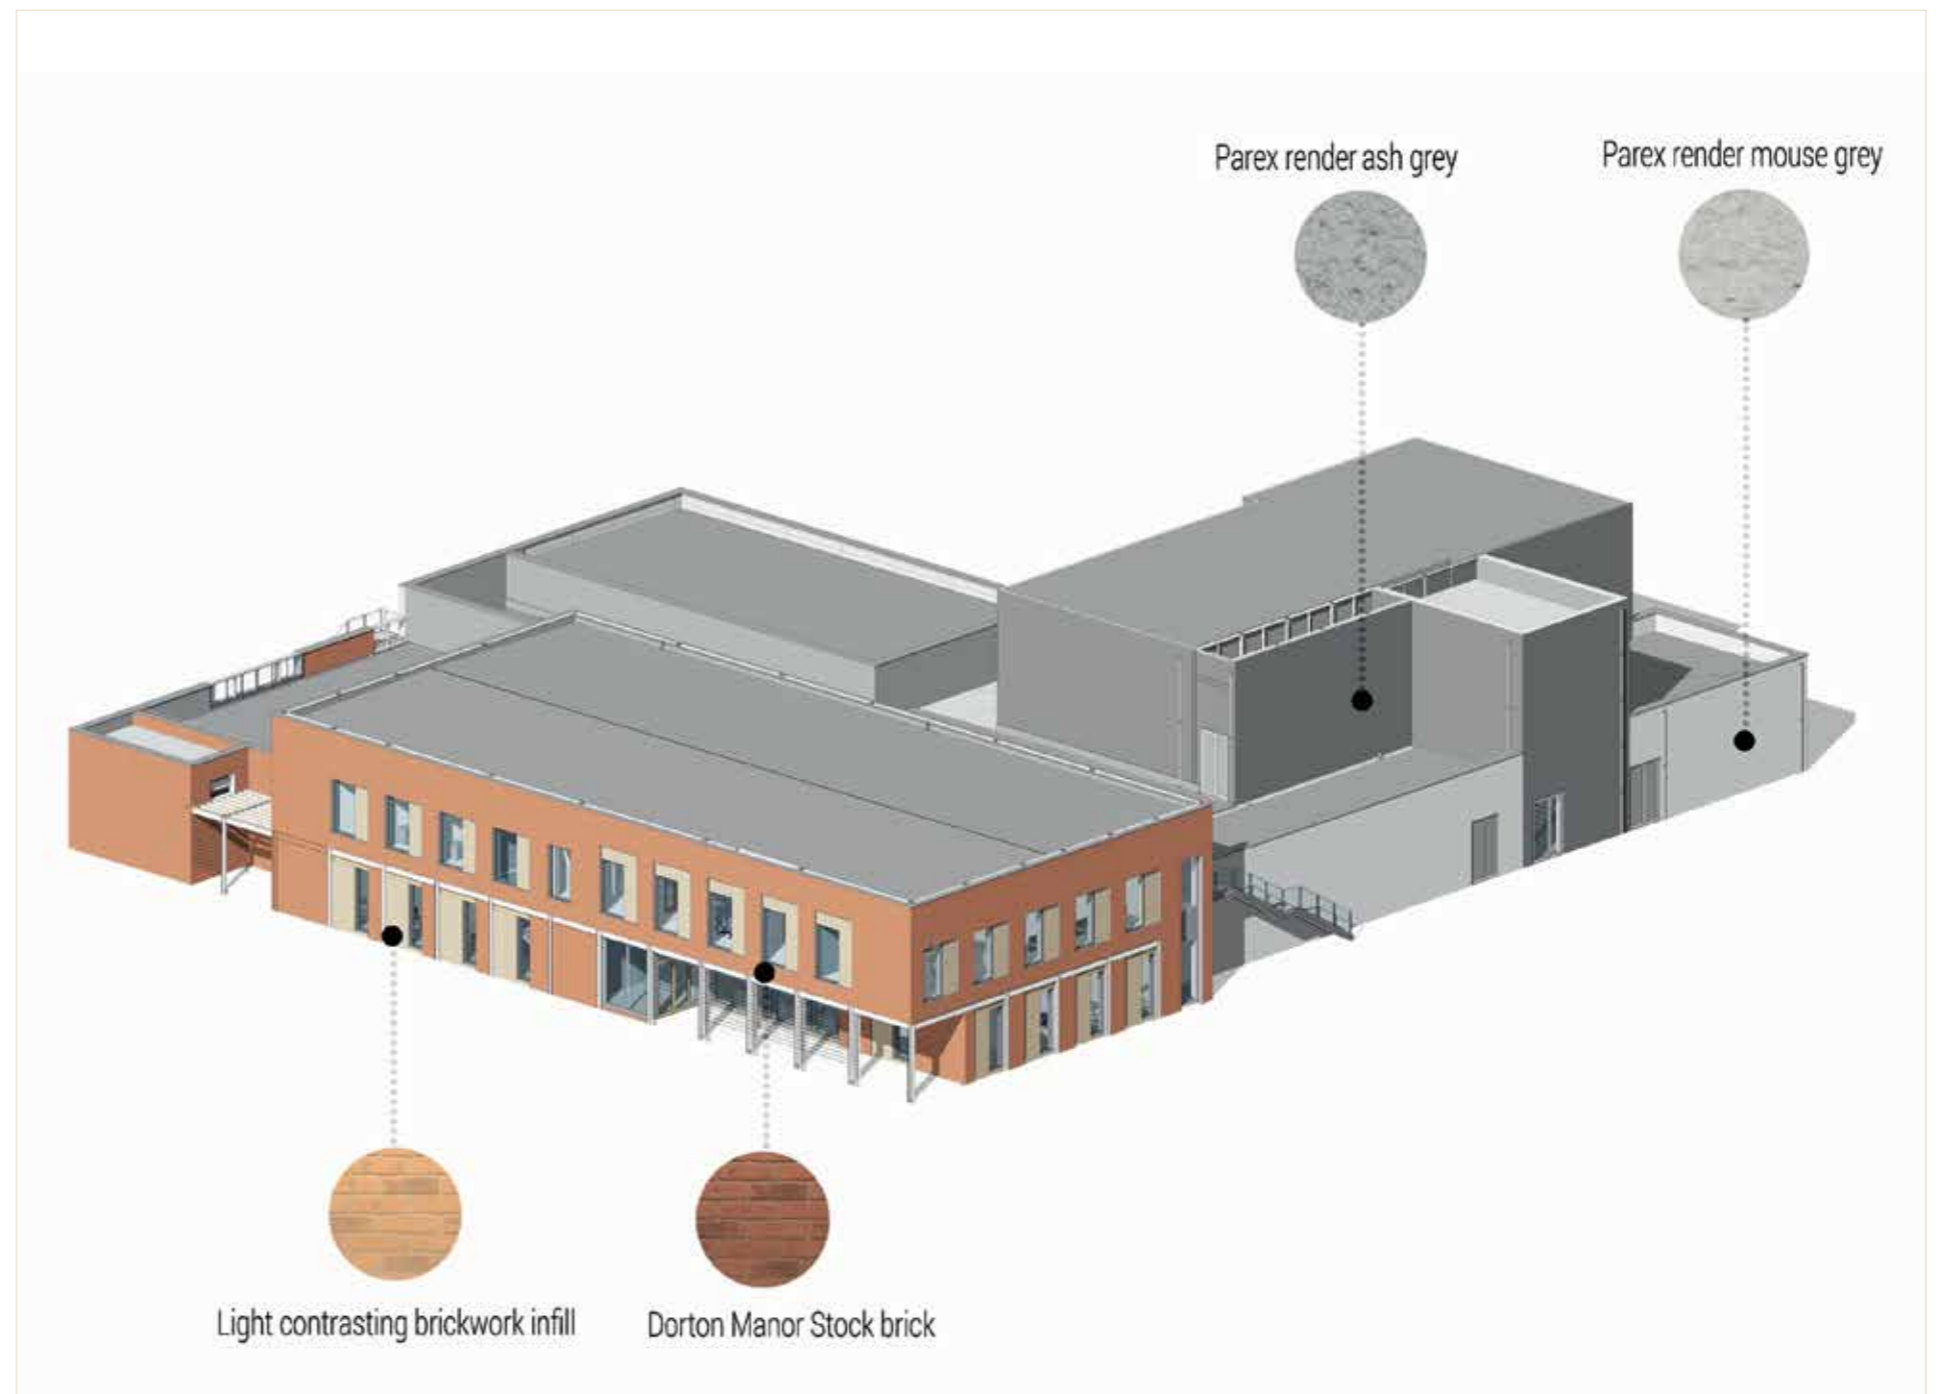 Parex render ash grey
Parex render mouse grey
Light contrasting brickwork infill
Dorton Manor Stock brick